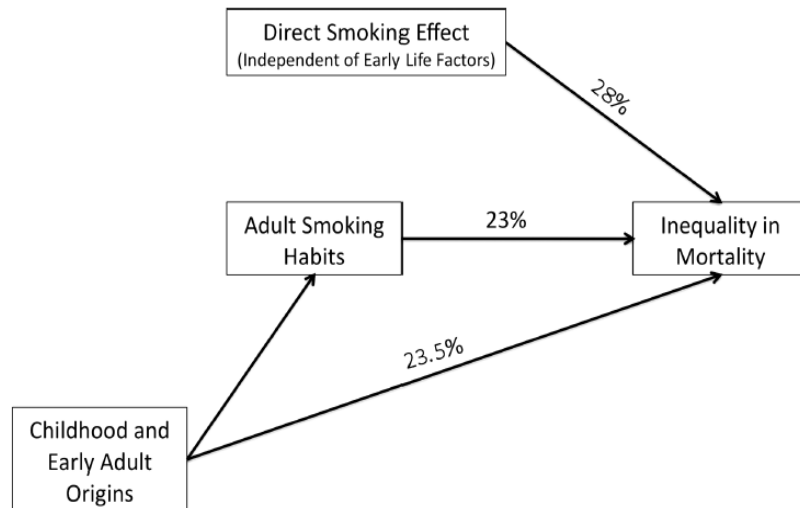 Direct Smoking Effect
(Independent of Early Life Factors)
28%
Adult Smoking
Habits
23%
Inequality in
Mortality
23.5%
Childhood and
Early Adult
Origins